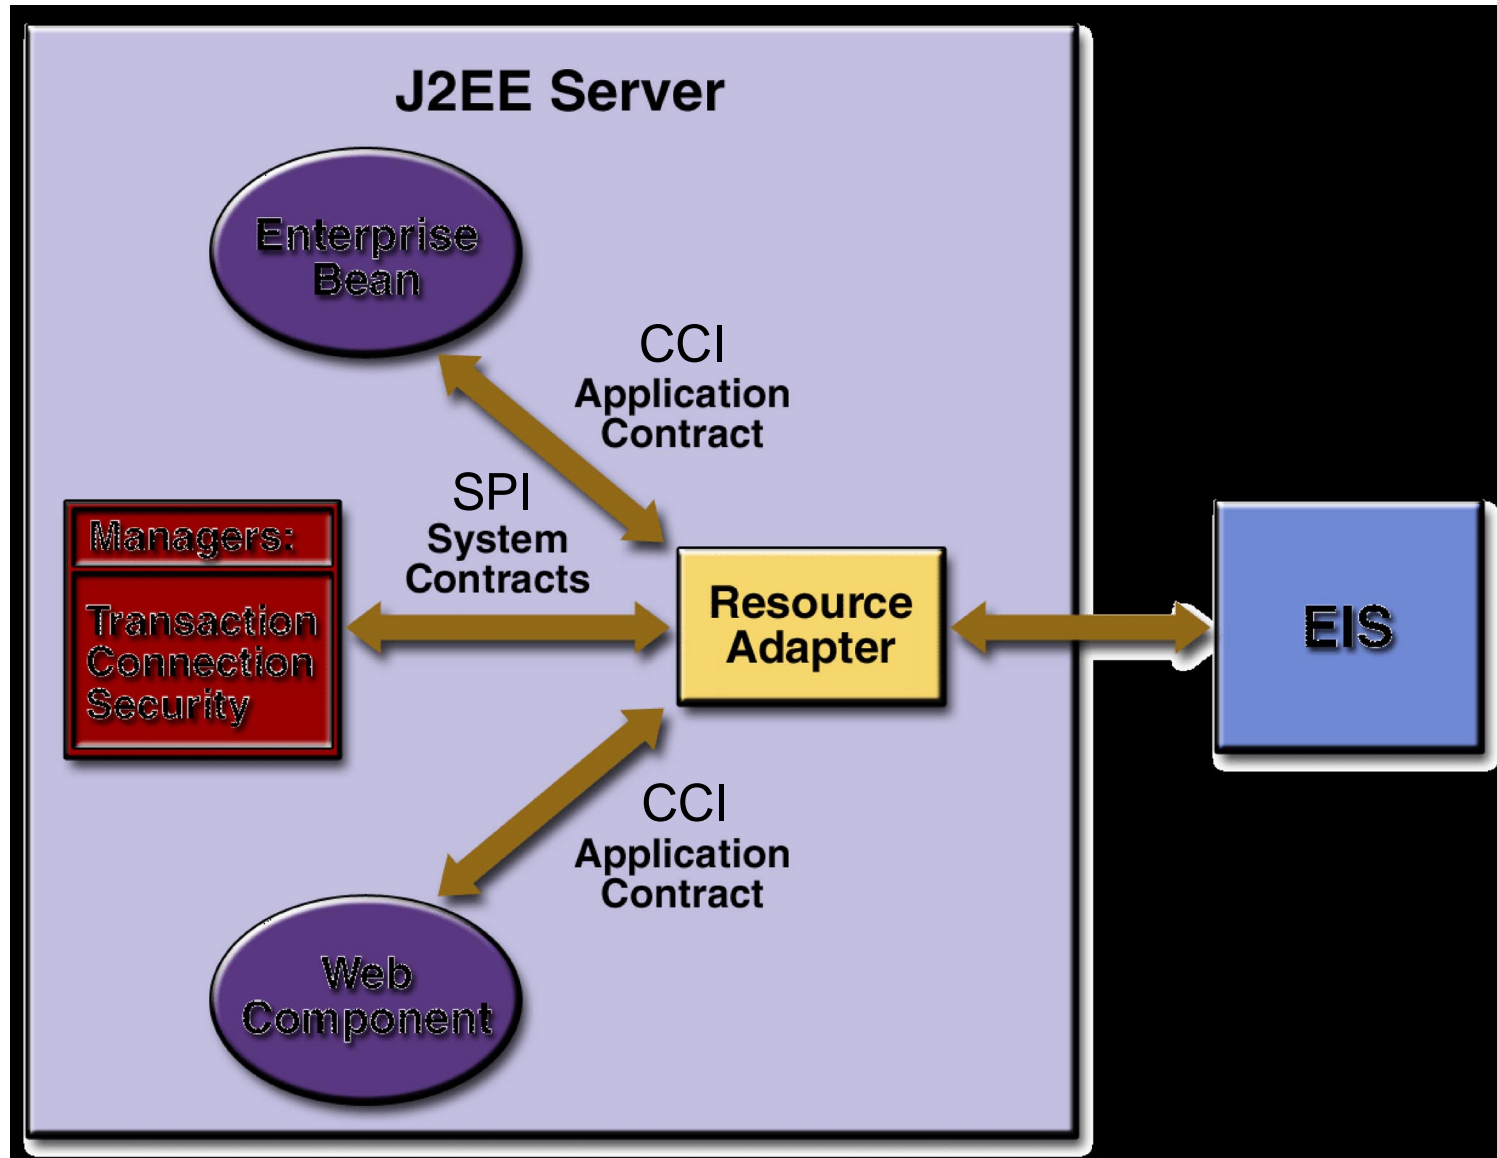 J2EE Server
Enterprise
Bean
CCI
Application
Contract
SPI
System
Contracts
Managers:
Transaction
Connection
Security
Resource
Adapter
EIS
CCI
Application
Contract
Web
Component